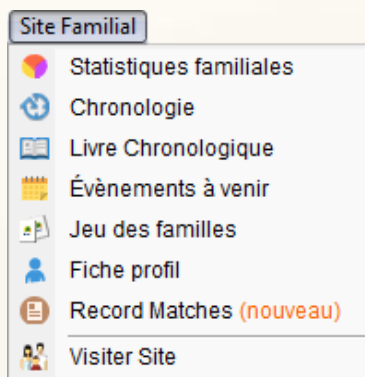 Site Familial
Statistiques familiales
Chronologie
Livre Chronologique
Évènements à venir
Jeu des familles
Fiche profil
Record Matches (nouveau)
Visiter Site